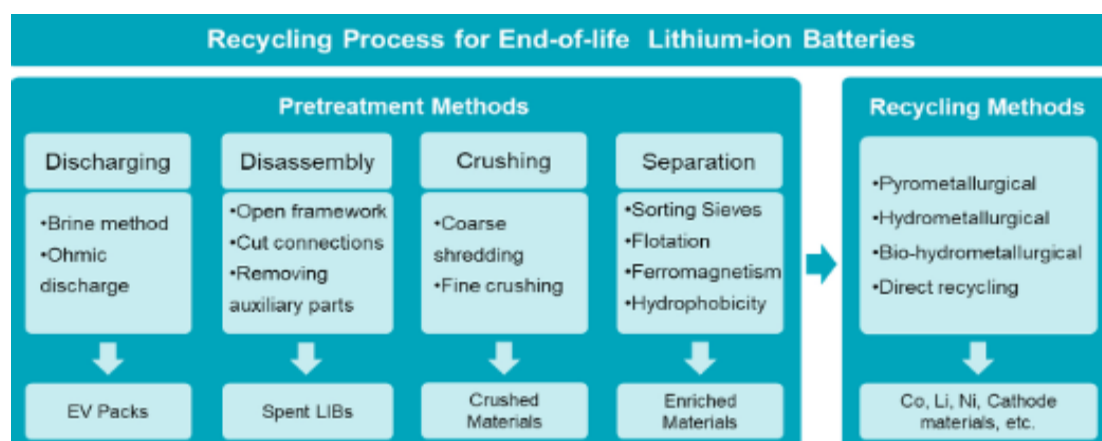 Recycling Process for End-of-life Lithium-ion Batteries
Pretreatment Methods
Discharging
•Brine method
•Ohmic
discharge
EV Packs
Disassembly
•Open framework
•Cut connections
•Removing
auxiliary parts
Spent LIBs
Crushing
•Coarse
shredding
•Fine crushing
Crushed
Materials
Separation
•Sorting Sieves
•Flotation
•Ferromagnetism
•Hydrophobicity
Enriched
Materials
Recycling Methods
•Pyrometallurgical
•Hydrometallurgical
•Bio-hydrometallurgical
•Direct recycling
Co, Li, Ni, Cathode
materials, etc.